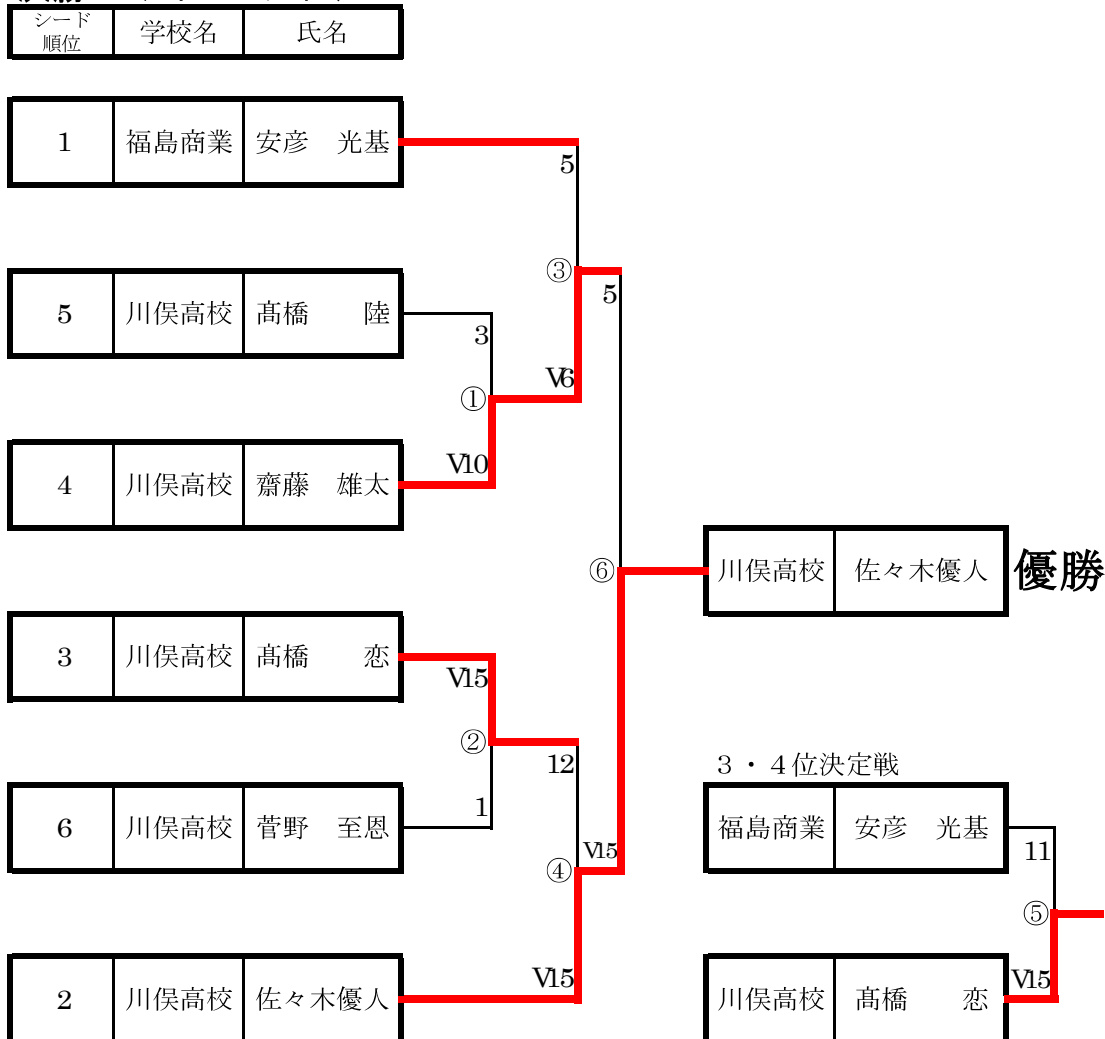 シード
順位
学校名
氏名
1 福島商業 安彦　光基
5
③
5
5 川俣高校 髙橋　　陸
3
V6
①
4 川俣高校 齋藤　雄太
V10
⑥
川俣高校 佐々木優人 優勝
3 川俣高校 髙橋　　恋
V15
②
12
３・４位決定戦
6 川俣高校 菅野　至恩
1
福島商業 安彦　光基
11
V15
④
⑤
2 川俣高校 佐々木優人
V15
川俣高校 髙橋　　恋
V15